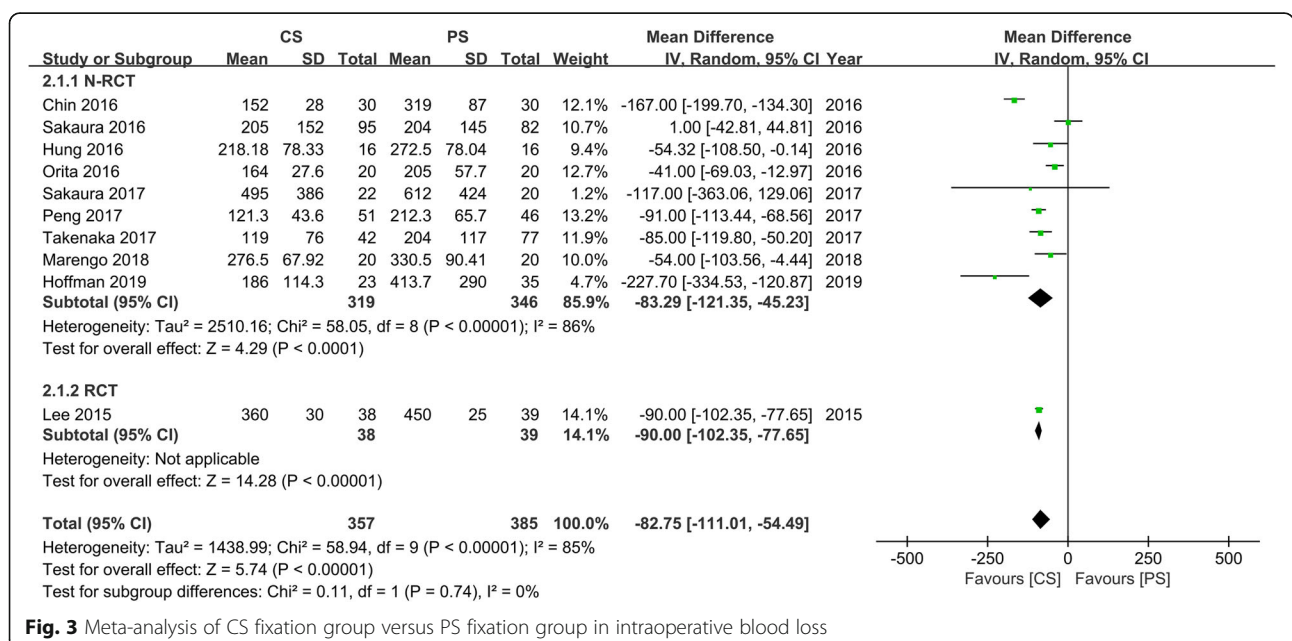 CS PS Mean Difference Mean Difference
Study or Subgroup Mean SD Total Mean SD Total Weight IV, Random, 95% CI Year IV, Random, 95% CI
2.1.1 N-RCT
Chin 2016 152 28 30 319 87 30 12.1% -167.00 [-199.70, -134.30] 2016
Sakaura 2016 205 152 95 204 145 82 10.7% 1.00 [-42.81, 44.81] 2016
Hung 2016 218.18 78.33 16 272.5 78.04 16 9.4% -54.32 [-108.50, -0.14] 2016
Orita 2016 164 27.6 20 205 57.7 20 12.7% -41.00 [-69.03, -12.97] 2016
Sakaura 2017 495 386 22 612 424 20 1.2% -117.00 [-363.06, 129.06] 2017
Peng 2017 121.3 43.6 51 212.3 65.7 46 13.2% -91.00 [-113.44, -68.56] 2017
Takenaka 2017 119 76 42 204 117 77 11.9% -85.00 [-119.80, -50.20] 2017
Marengo 2018 276.5 67.92 20 330.5 90.41 20 10.0% -54.00 [-103.56, -4.44] 2018
Hoffman 2019 186 114.3 23 413.7 290 35 4.7% -227.70 [-334.53, -120.87] 2019
Subtotal (95% CI) 319 346 85.9% -83.29 [-121.35, -45.23]
Heterogeneity: Tau² = 2510.16; Chi² = 58.05, df = 8 (P < 0.00001); I² = 86%
Test for overall effect: Z = 4.29 (P < 0.0001)
2.1.2 RCT
Lee 2015 360 30 38 450 25 39 14.1% -90.00 [-102.35, -77.65] 2015
Subtotal (95% CI) 38 39 14.1% -90.00 [-102.35, -77.65]
Heterogeneity: Not applicable
Test for overall effect: Z = 14.28 (P < 0.00001)
Total (95% CI) 357 385 100.0% -82.75 [-111.01, -54.49]
Heterogeneity: Tau² = 1438.99; Chi² = 58.94, df = 9 (P < 0.00001); I² = 85%
Test for overall effect: Z = 5.74 (P < 0.00001)
Test for subgroup differences: Chi² = 0.11, df = 1 (P = 0.74), I² = 0%
-500 -250 0 250 500
Favours [CS] Favours [PS]
Fig. 3 Meta-analysis of CS fixation group versus PS fixation group in intraoperative blood loss